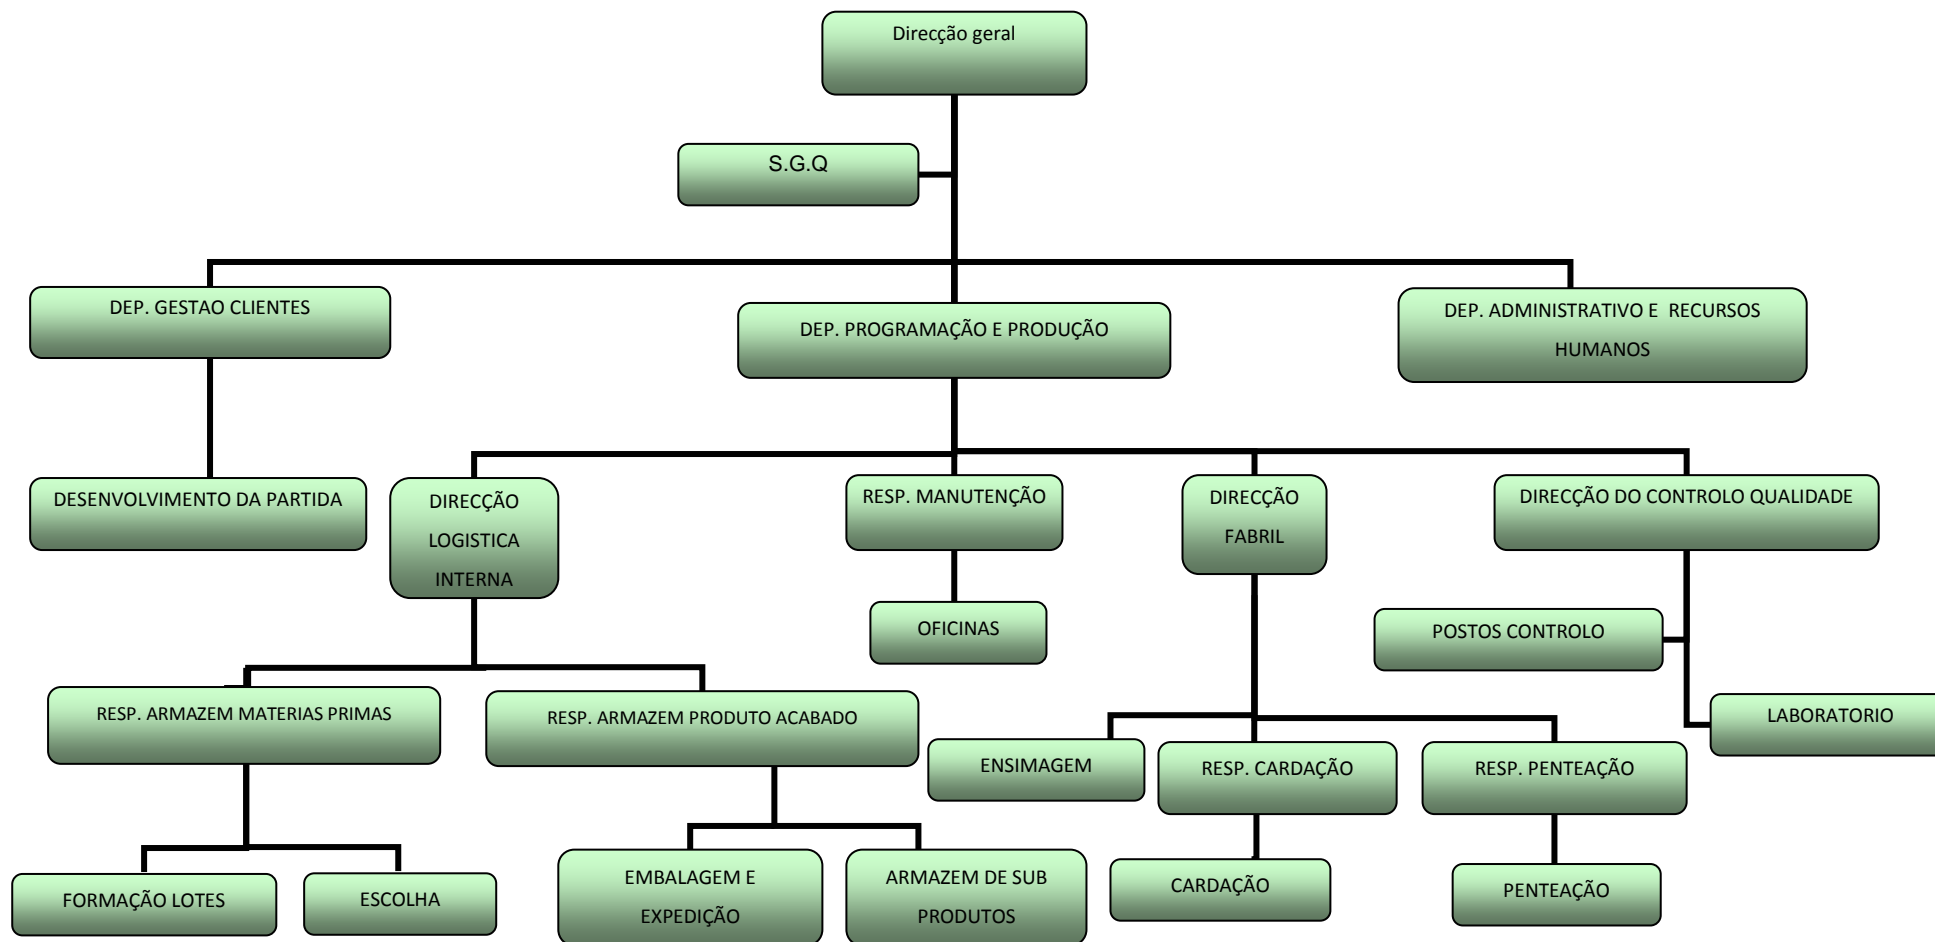 Direcção geral
S.G.Q
DEP. GESTAO CLIENTES
DEP. PROGRAMAÇÃO E PRODUÇÃO
DEP. ADMINISTRATIVO E  RECURSOS
HUMANOS
DESENVOLVIMENTO DA PARTIDA
DIRECÇÃO
LOGISTICA
INTERNA
RESP. MANUTENÇÃO
DIRECÇÃO
FABRIL
DIRECÇÃO DO CONTROLO QUALIDADE
OFICINAS
POSTOS CONTROLO
RESP. ARMAZEM MATERIAS PRIMAS
RESP. ARMAZEM PRODUTO ACABADO
LABORATORIO
ENSIMAGEM
RESP. CARDAÇÃO
RESP. PENTEAÇÃO
FORMAÇÃO LOTES
ESCOLHA
EMBALAGEM E
EXPEDIÇÃO
ARMAZEM DE SUB
PRODUTOS
CARDAÇÃO
PENTEAÇÃO